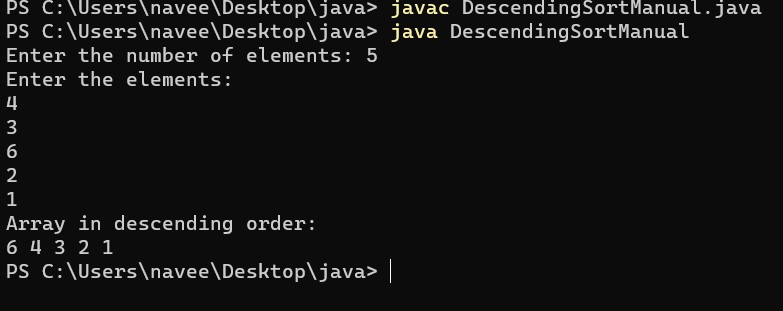 PS C:\Users\navee\Desktop\java> javac DescendingSortManual.java
PS C:\Users\navee\Desktop\java> java DescendingSortManual
Enter the number of elements: 5
Enter the elements:
4
3
6
2
1
Array in descending order:
6 4 3 2 1
PS C:\Users\navee\Desktop\java>